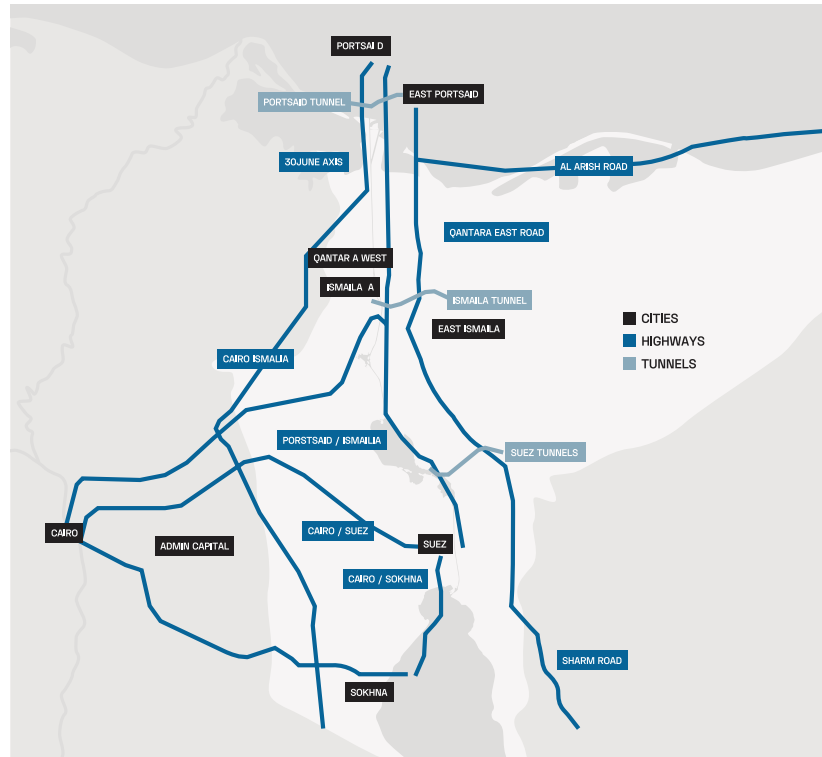 PORTSAI D
EAST PORTSAID
PORTSAID TUNNEL
30JUNE AXIS
AL ARISH ROAD
QANTARA EAST ROAD
QANTAR A WEST
ISMAILA A
ISMAILA TUNNEL
EAST ISMAILA
CITIES
HIGHWAYS
TUNNELS
CAIRO ISMALIA
PORSTSAID / ISMAILIA
SUEZ TUNNELS
CAIRO
ADMIN CAPITAL
CAIRO / SUEZ
SUEZ
CAIRO / SOKHNA
SHARM ROAD
SOKHNA